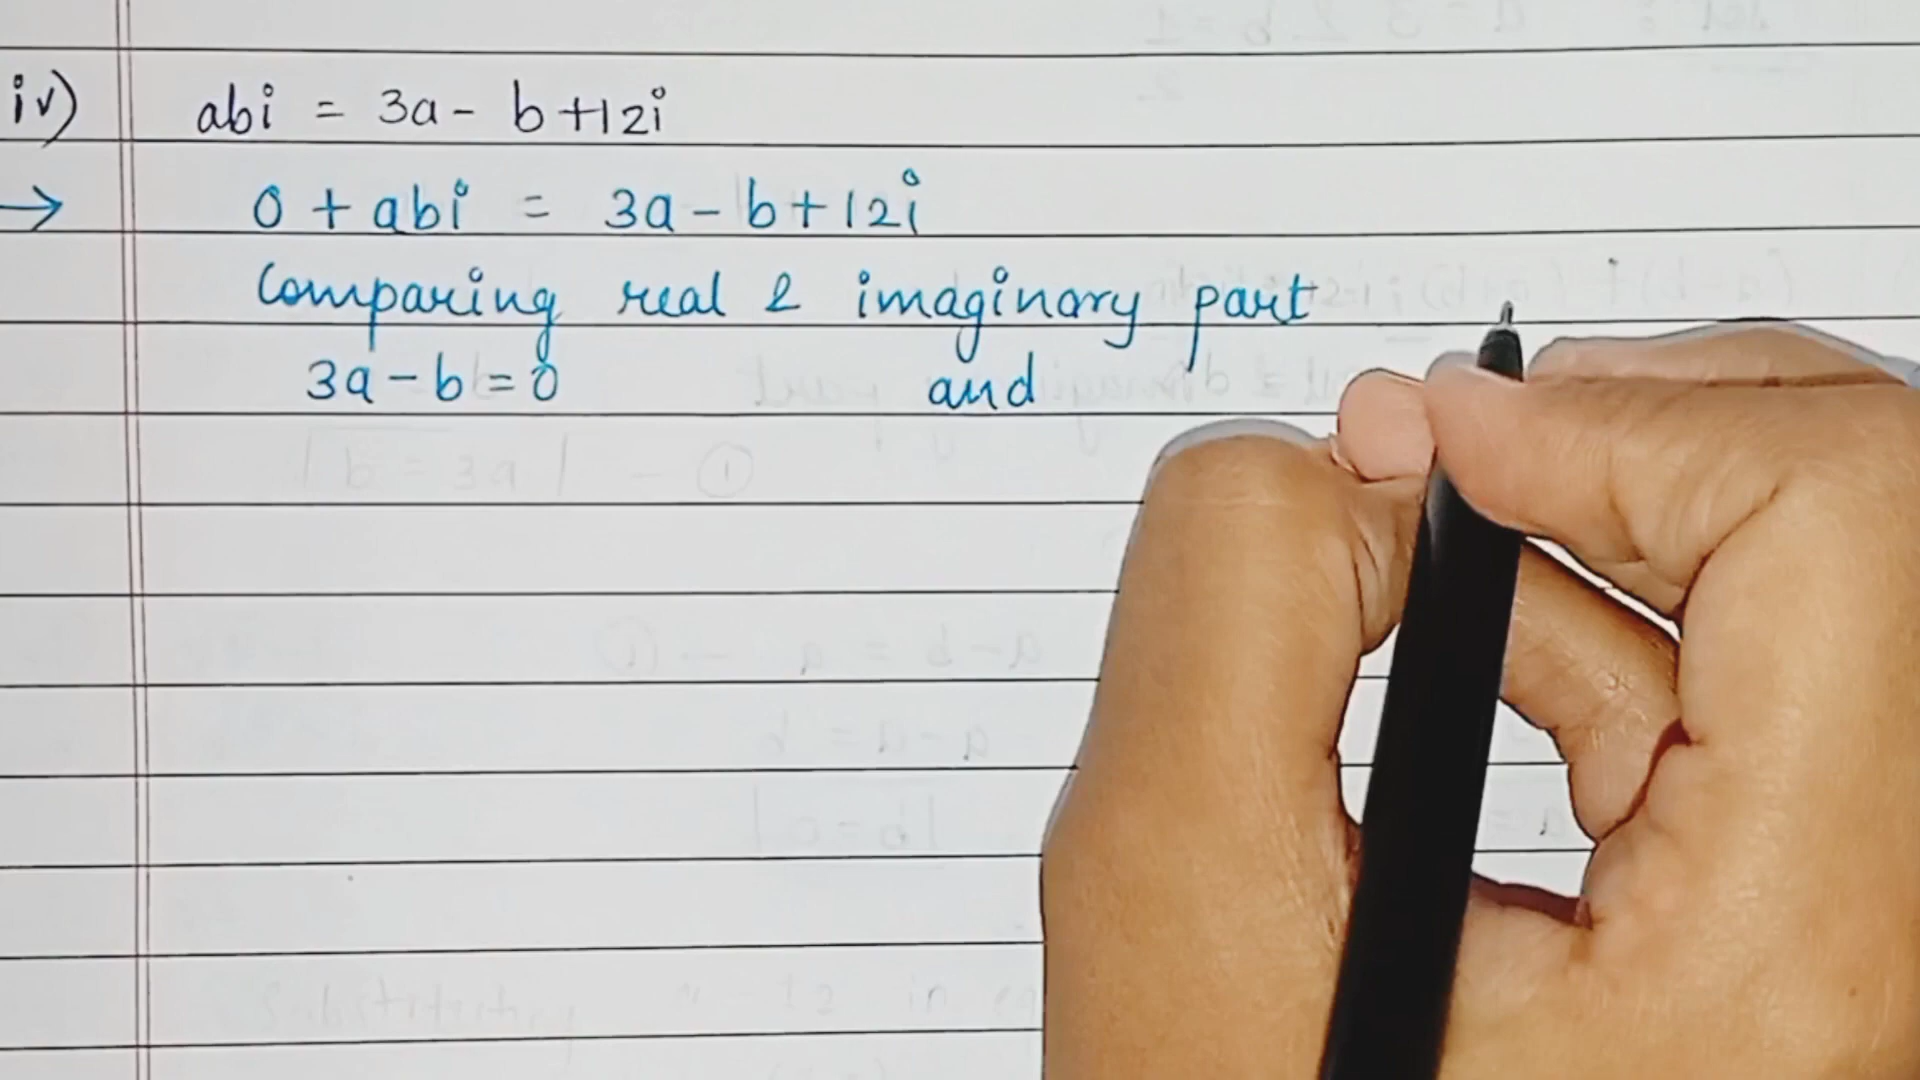 iv) abi = 3a - b + 12i
→ 0 + abi = 3a - b + 12i
Comparing real & imaginary part
3a - b = 0 and